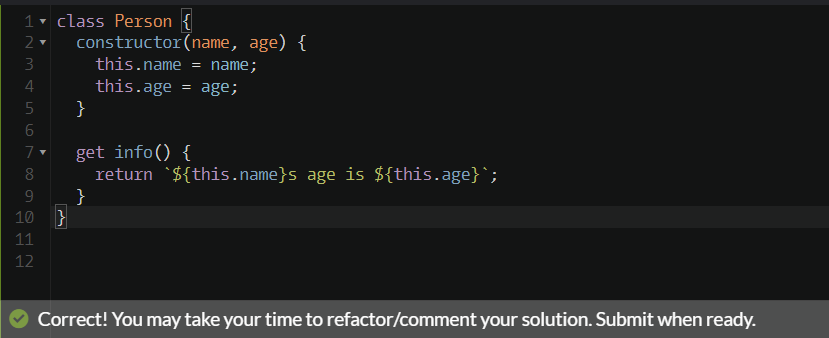 1 class Person {
2 constructor(name, age) {
3 this.name = name;
4 this.age = age;
5 }
6
7 get info() {
8 return `${this.name}s age is ${this.age}`;
9 }
10 }
11
12
Correct! You may take your time to refactor/comment your solution. Submit when ready.